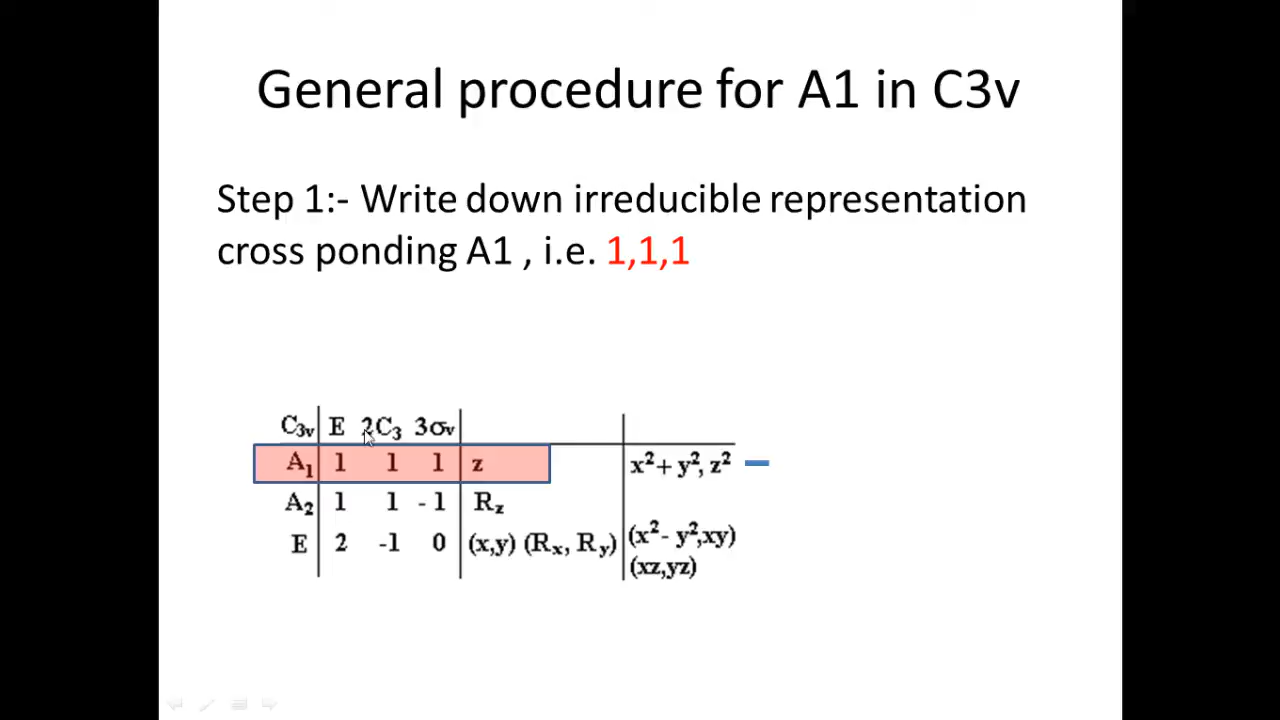 General procedure for A1 in C3v
Step 1:- Write down irreducible representation
cross ponding A1 , i.e. 1,1,1
C₃ᵥ E 2C₃ 3σᵥ
A₁ 1 1 1 z x² + y², z²
A₂ 1 1 - 1 R_z
E 2 -1 0 (x,y) (Rₓ, R_y) (x² - y²,xy)
(xz,yz)